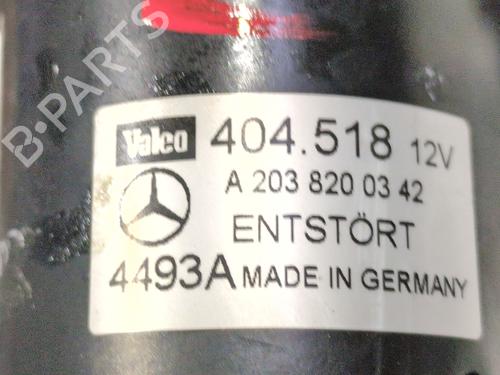 B-PARTS
Valeo 404.518 12V
A 203 820 03 42
ENTSTÖRT
4493A MADE IN GERMANY